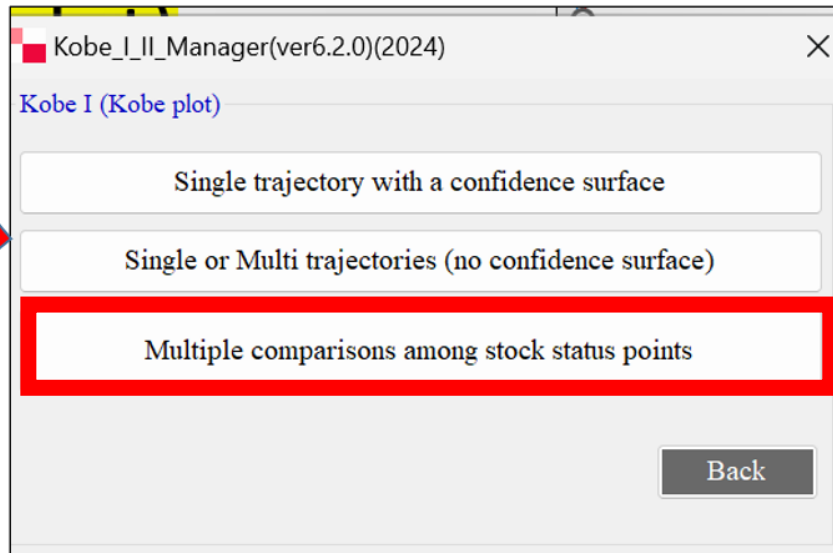 Kobe_I_II_Manager(ver6.2.0)(2024)
Kobe I (Kobe plot)
Single trajectory with a confidence surface
Single or Multi trajectories (no confidence surface)
Multiple comparisons among stock status points
Back